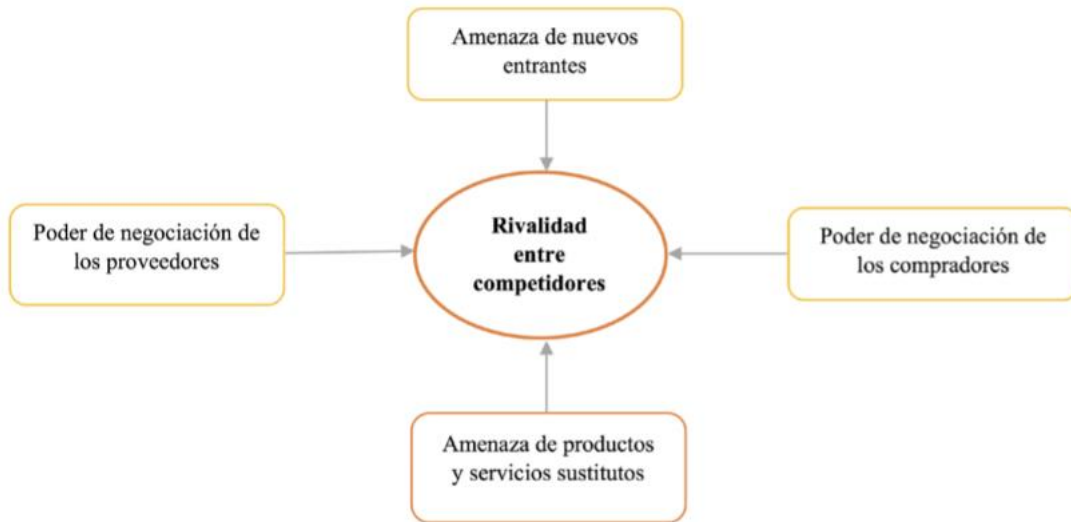 Amenaza de nuevos
entrantes
Poder de negociación de
los proveedores
Rivalidad
entre
competidores
Poder de negociación de
los compradores
Amenaza de productos
y servicios sustitutos